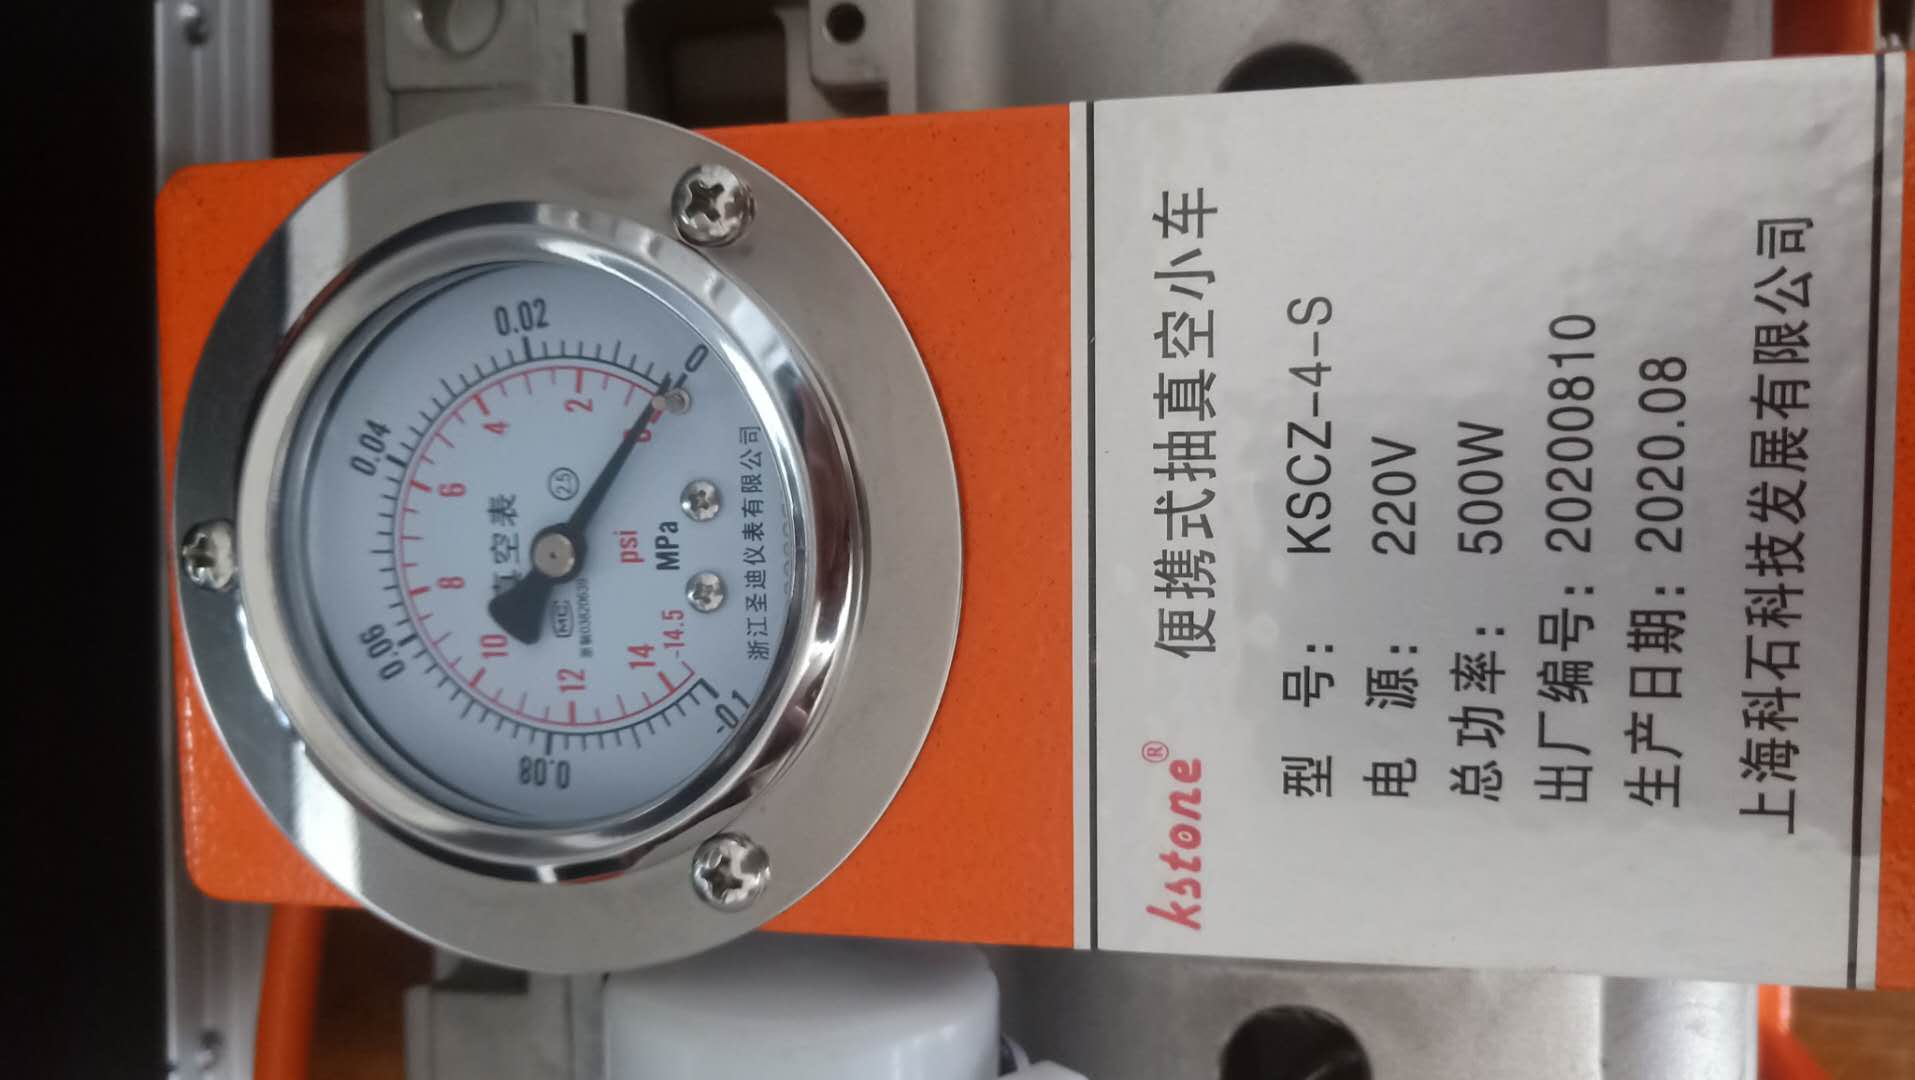 0
0.02
0.04
0.06
0.08
-0.1
0
2
4
6
8
10
12
14
-14.5
真空表
2.5
MC
psi
MPa
浙江圣迪仪表有限公司
kstone® 便携式抽真空小车
型 号: KSCZ-4-S
电 源: 220V
总功率: 500W
出厂编号: 20200810
生产日期: 2020.08
上海科石科技发展有限公司